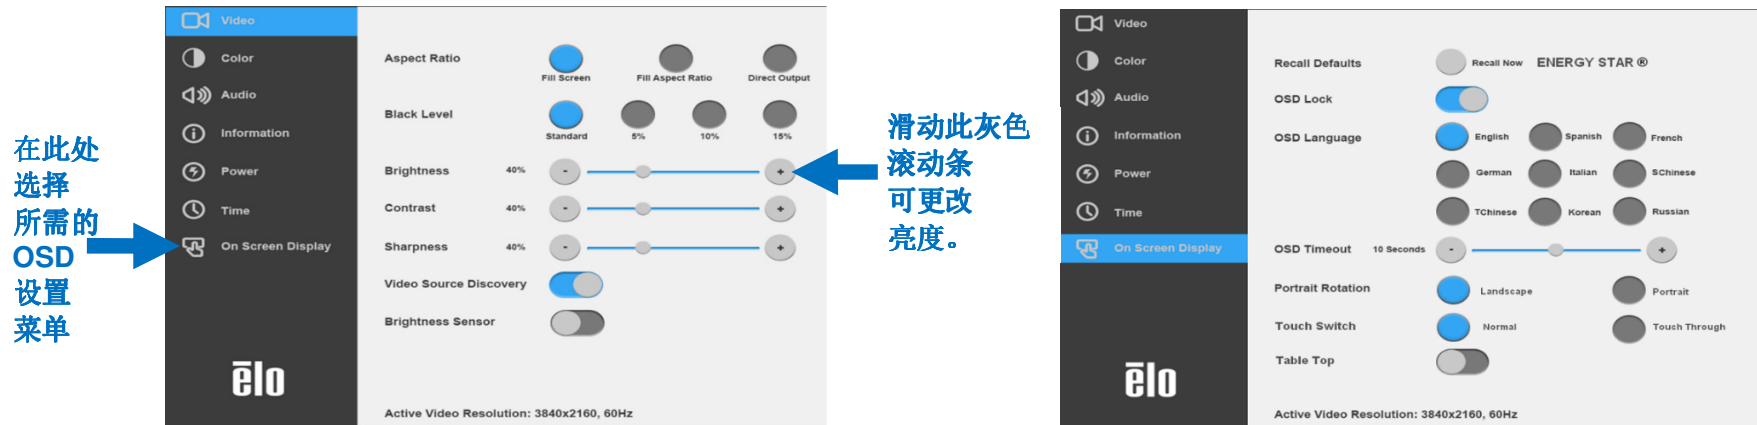 在此处
选择
所需的
OSD
设置
菜单
Video
Color
Audio
Information
Power
Time
On Screen Display
ēlo
Aspect Ratio
Fill Screen
Fill Aspect Ratio
Direct Output
Black Level
Standard
5%
10%
15%
Brightness 40% - +
Contrast 40% - +
Sharpness 40% - +
Video Source Discovery
Brightness Sensor
Active Video Resolution: 3840x2160, 60Hz
滑动此灰色
滚动条
可更改
亮度。
Video
Color
Audio
Information
Power
Time
On Screen Display
ēlo
Recall Defaults Recall Now ENERGY STAR ®
OSD Lock
OSD Language English Spanish French
German Italian SChinese
TChinese Korean Russian
OSD Timeout 10 Seconds - +
Portrait Rotation Landscape Portrait
Touch Switch Normal Touch Through
Table Top
Active Video Resolution: 3840x2160, 60Hz